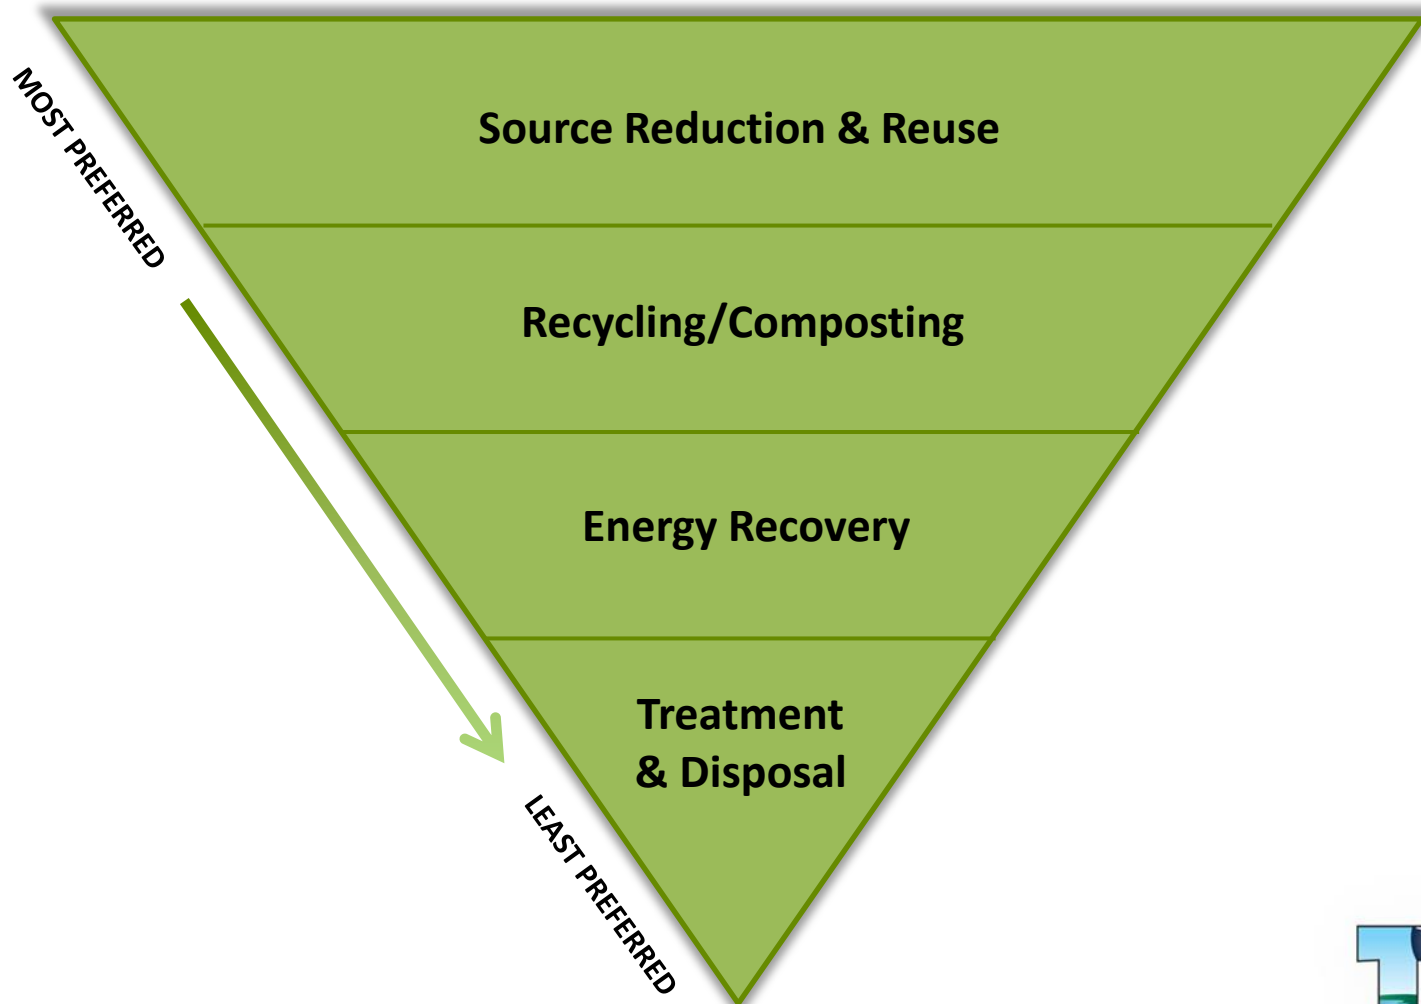 MOST PREFERRED
Source Reduction & Reuse
Recycling/Composting
Energy Recovery
Treatment
& Disposal
LEAST PREFERRED